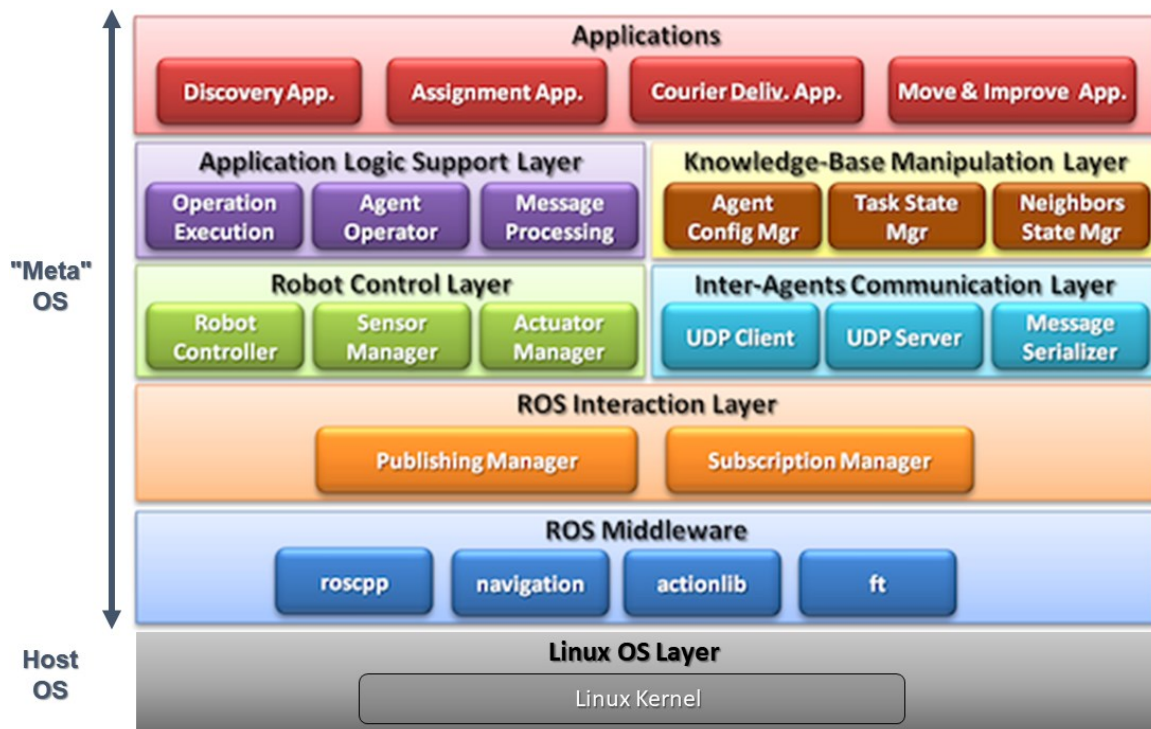 Applications
Discovery App.
Assignment App.
Courier Deliv. App.
Move & Improve App.
Application Logic Support Layer
Operation
Execution
Agent
Operator
Message
Processing
Knowledge-Base Manipulation Layer
Agent
Config Mgr
Task State
Mgr
Neighbors
State Mgr
"Meta"
OS
Robot Control Layer
Robot
Controller
Sensor
Manager
Actuator
Manager
Inter-Agents Communication Layer
UDP Client
UDP Server
Message
Serializer
ROS Interaction Layer
Publishing Manager
Subscription Manager
ROS Middleware
roscpp
navigation
actionlib
ft
Host
OS
Linux OS Layer
Linux Kernel